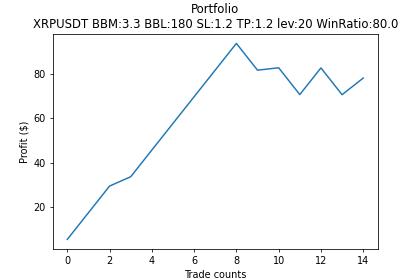 Portfolio
XRPUSDT BBM:3.3 BBL:180 SL:1.2 TP:1.2 lev:20 WinRatio:80.0
80
60
40
20
Profit ($)
0 2 4 6 8 10 12 14
Trade counts